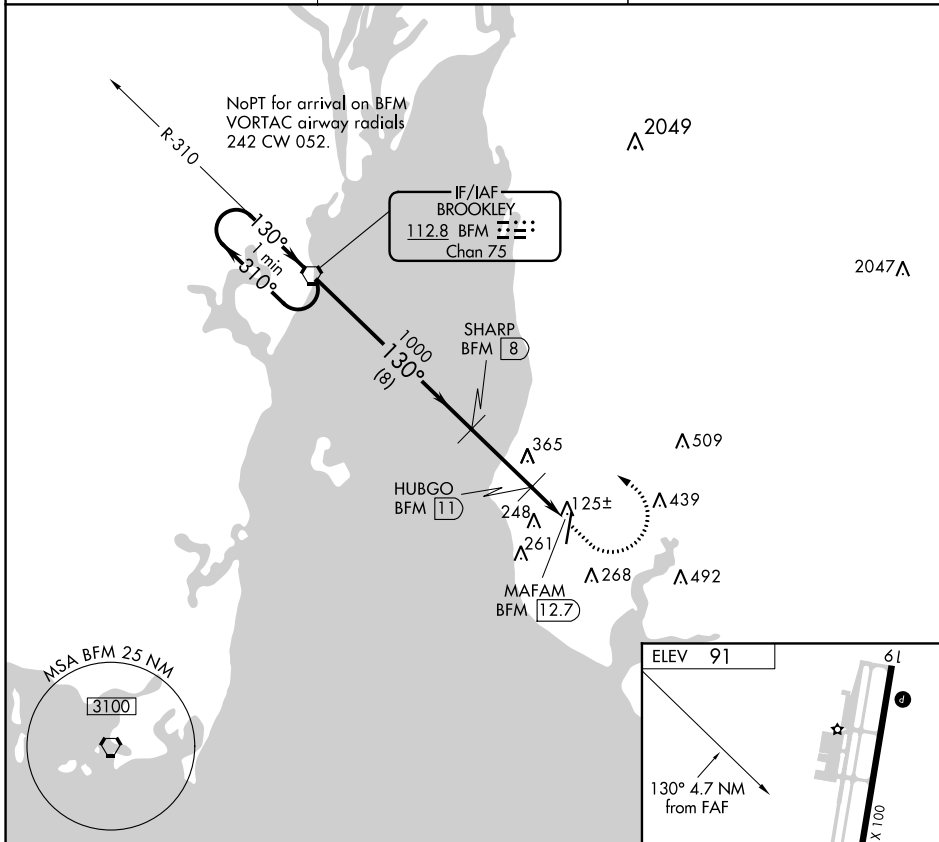 NoPT for arrival on BFM
VORTAC airway radials
242 CW 052.
R-310
2049
IF/IAF
BROOKLEY
112.8 BFM
Chan 75
130°
1 min
310°
2047
1000
130°
(8)
SHARP
BFM 8
365
509
HUBGO
BFM 11
248
125±
439
261
268
492
MAFAM
BFM 12.7
MSA BFM 25 NM
3100
ELEV 91
19
P
130° 4.7 NM
from FAF
X 100